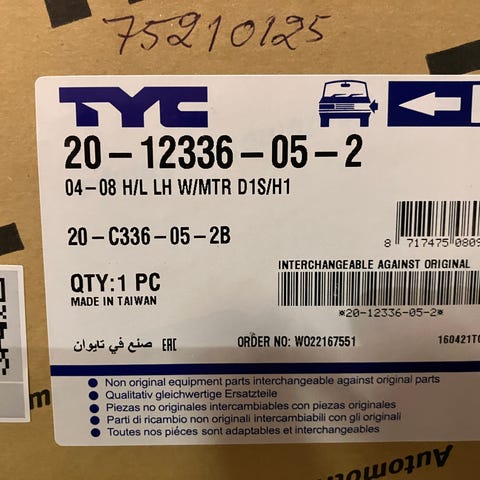 75210125
TYC
20-12336-05-2
04-08 H/L LH W/MTR D1S/H1
20-C336-05-2B
8 717475 0809
QTY:1 PC
MADE IN TAIWAN
INTERCHANGEABLE AGAINST ORIGINAL
*20-12336-05-2*
صنع في تايوان EAC
ORDER NO: WO22167551
160421T
Non original equipment parts interchangeable against original parts
Qualitativ gleichwertige Ersatzteile
Piezas no originales intercambiables con piezas originales
Parti di ricambio non originali intercambiabili con gli originali
Toutes nos piéces sont adaptables et interchangeables
Automot